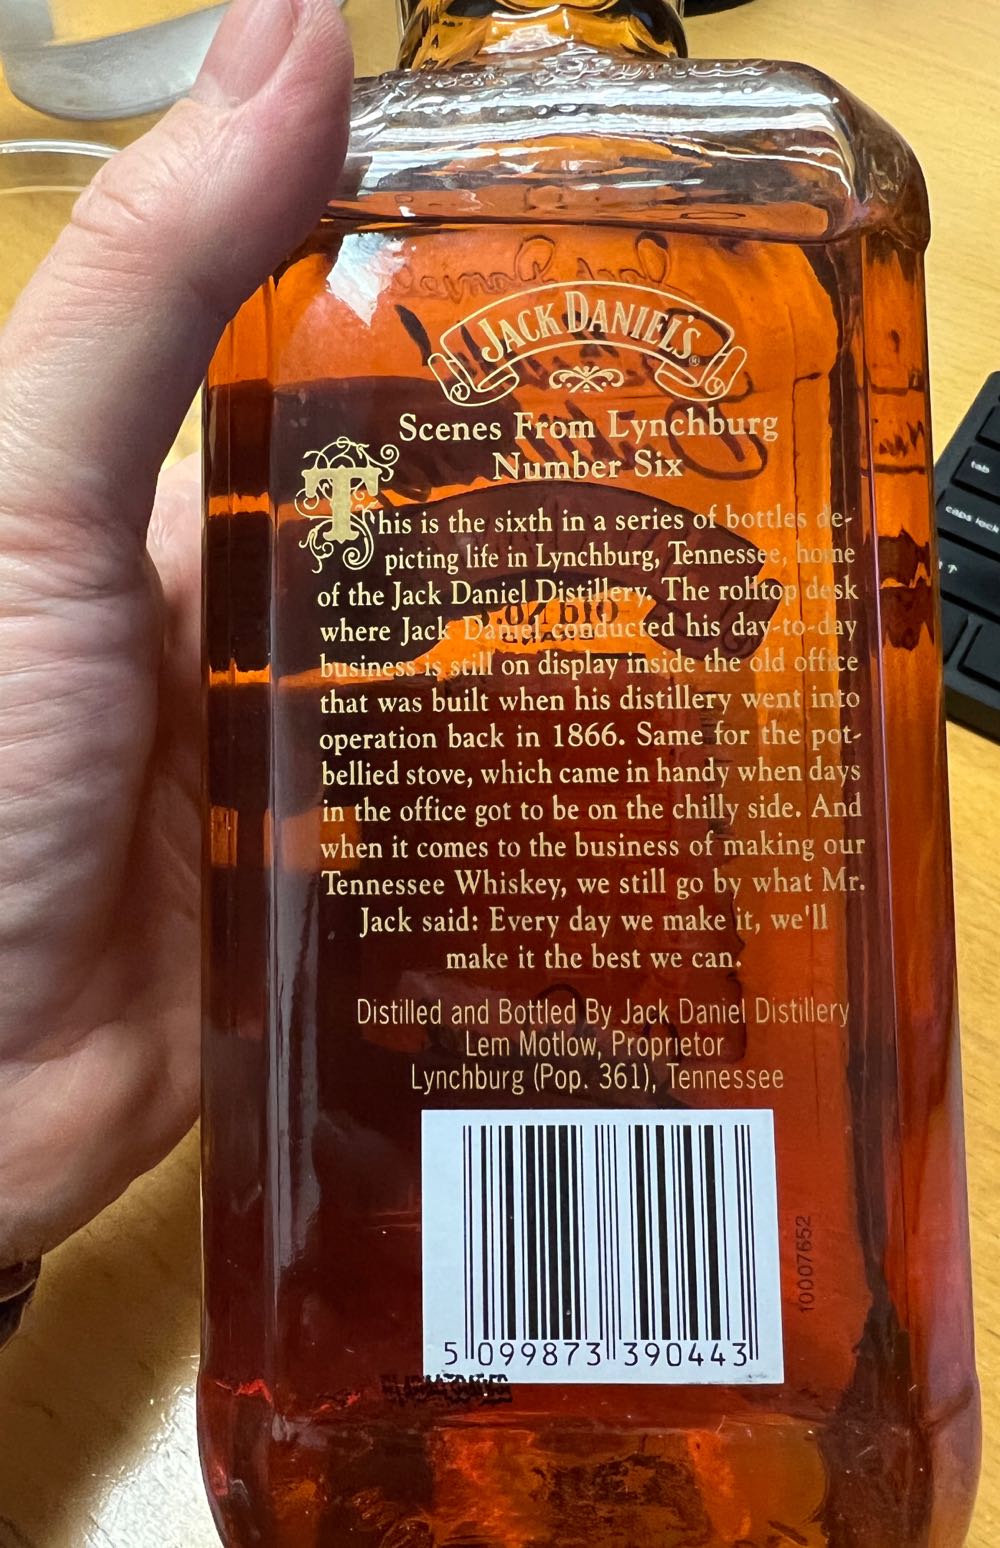 Jack Daniel
JACK DANIEL'S®
Scenes From Lynchburg
Number Six
This is the sixth in a series of bottles de-
picting life in Lynchburg, Tennessee, home
of the Jack Daniel Distillery. The rolltop desk
where Jack Daniel conducted his day-to-day
business is still on display inside the old office
that was built when his distillery went into
operation back in 1866. Same for the pot-
bellied stove, which came in handy when days
in the office got to be on the chilly side. And
when it comes to the business of making our
Tennessee Whiskey, we still go by what Mr.
Jack said: Every day we make it, we'll
make it the best we can.
Distilled and Bottled By Jack Daniel Distillery
Lem Motlow, Proprietor
Lynchburg (Pop. 361), Tennessee
10007652
5 099873 390443
tab
caps lock